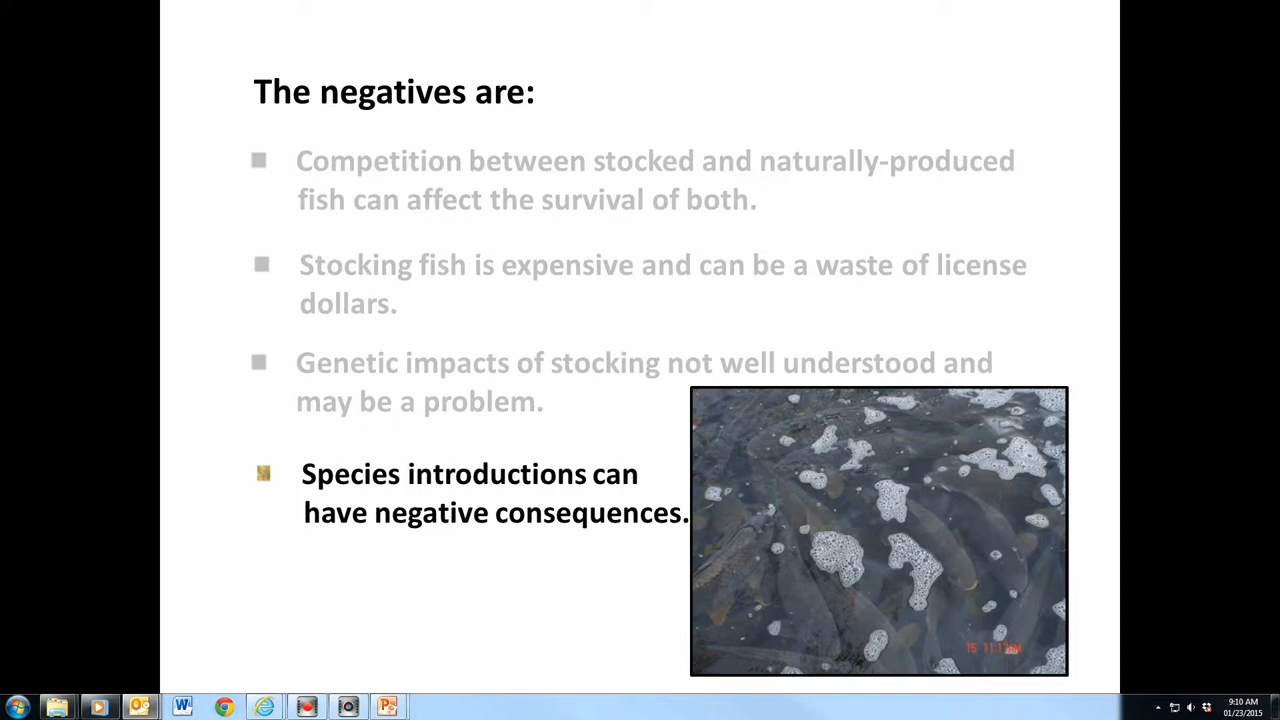 The negatives are:
Competition between stocked and naturally-produced
fish can affect the survival of both.
Stocking fish is expensive and can be a waste of license
dollars.
Genetic impacts of stocking not well understood and
may be a problem.
Species introductions can
have negative consequences.
9:10 AM
01/23/2015